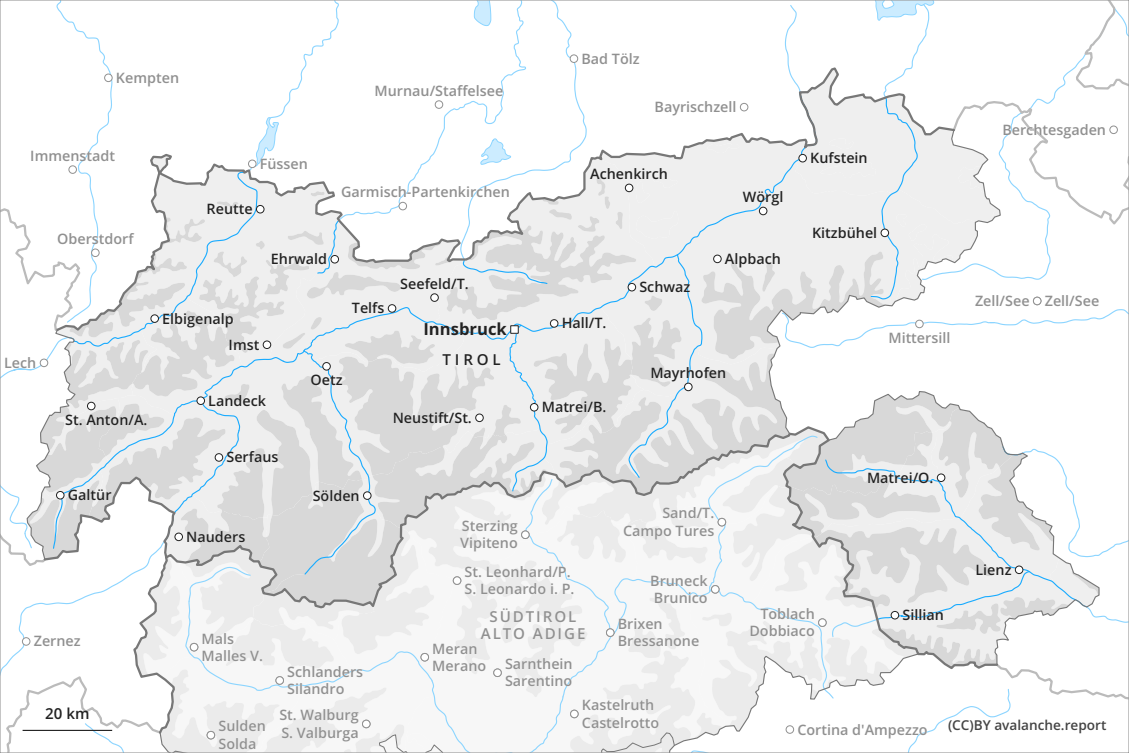 Kempten
Bad Tölz
Murnau/Staffelsee
Bayrischzell
Berchtesgaden
Immenstadt
Füssen
Kufstein
Achenkirch
Garmisch-Partenkirchen
Wörgl
Reutte
Kitzbühel
Oberstdorf
Ehrwald
Alpbach
Seefeld/T.
Schwaz
Telfs
Zell/See
Zell/See
Elbigenalp
Innsbruck
Hall/T.
Mittersill
Imst
TIROL
Lech
Oetz
Mayrhofen
Landeck
St. Anton/A.
Neustift/St.
Matrei/B.
Serfaus
Matrei/O.
Galtür
Sölden
Sand/T.
Campo Tures
Sterzing
Vipiteno
Nauders
Lienz
St. Leonhard/P.
S. Leonardo i. P.
Bruneck
Brunico
SÜDTIROL
ALTO ADIGE
Toblach
Dobbiaco
Sillian
Brixen
Bressanone
Zernez
Mals
Malles V.
Meran
Merano
Sarnthein
Sarentino
Schlanders
Silandro
Kastelruth
Castelrotto
St. Walburg
S. Valburga
Sulden
Solda
20 km
Cortina d'Ampezzo
(CC)BY avalanche.report